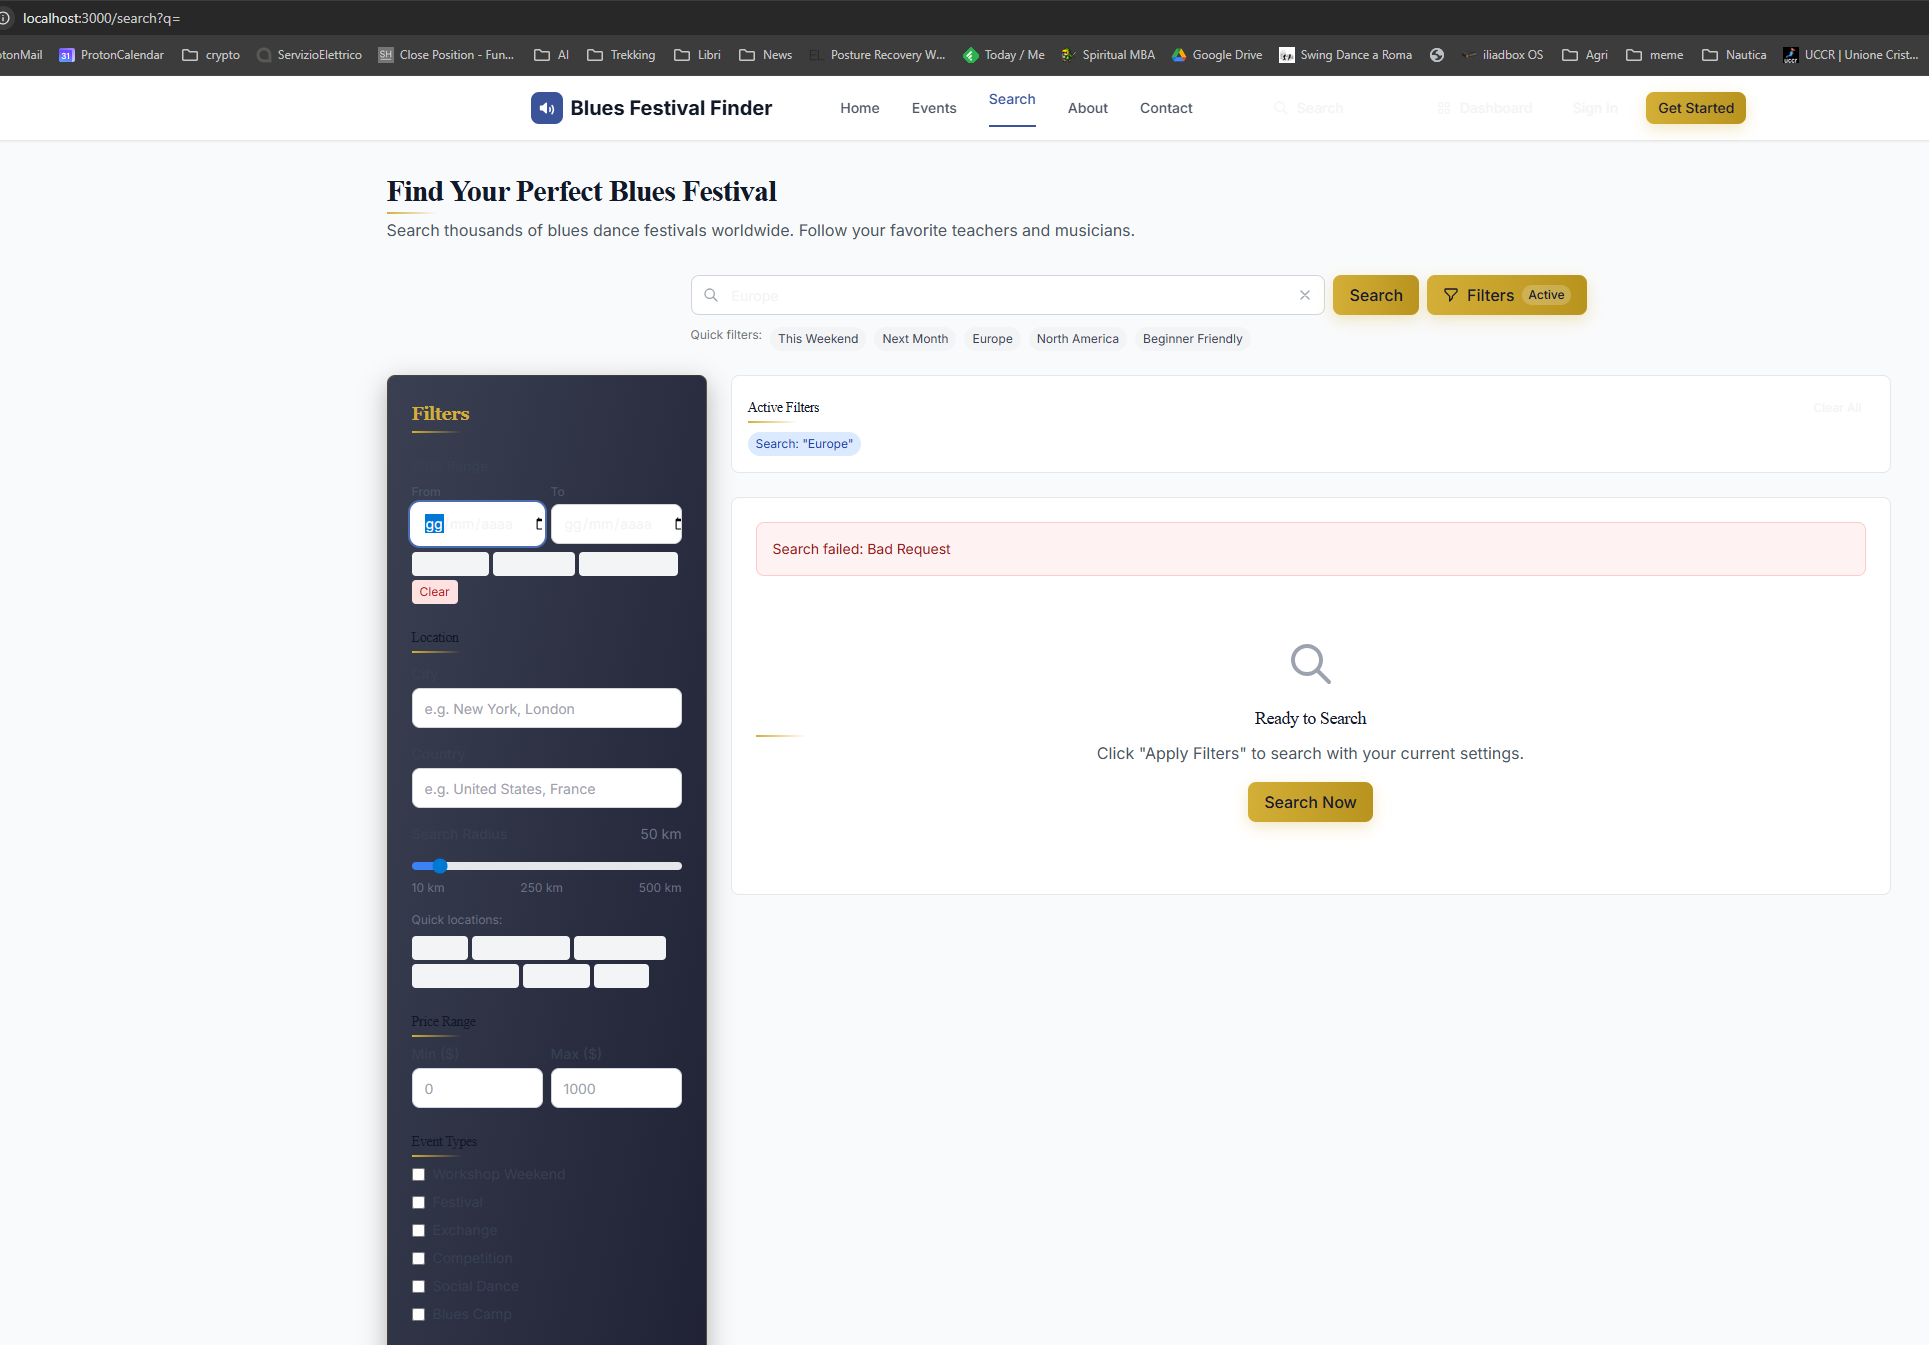 localhost:3000/search?q=
otonMail ProtonCalendar crypto ServizioElettrico Close Position - Fun... AI Trekking Libri News Posture Recovery W... Today / Me Spiritual MBA Google Drive Swing Dance a Roma iliadbox OS Agri meme Nautica UCCR | Unione Crist...
Blues Festival Finder Home Events Search About Contact Search Dashboard Sign In Get Started
Find Your Perfect Blues Festival
Search thousands of blues dance festivals worldwide. Follow your favorite teachers and musicians.
Europe Search Filters Active
Quick filters: This Weekend Next Month Europe North America Beginner Friendly
Filters
Range
From To
gg/mm/aaaa gg/mm/aaaa
Clear
Location
City
e.g. New York, London
Country
e.g. United States, France
Search Radius 50 km
10 km 250 km 500 km
Quick locations:
Price Range
Min ($) Max ($)
0 1000
Event Types
Workshop Weekend
Festival
Exchange
Competition
Social Dance
Blues Camp
Active Filters Clear All
Search: "Europe"
Search failed: Bad Request
Ready to Search
Click "Apply Filters" to search with your current settings.
Search Now